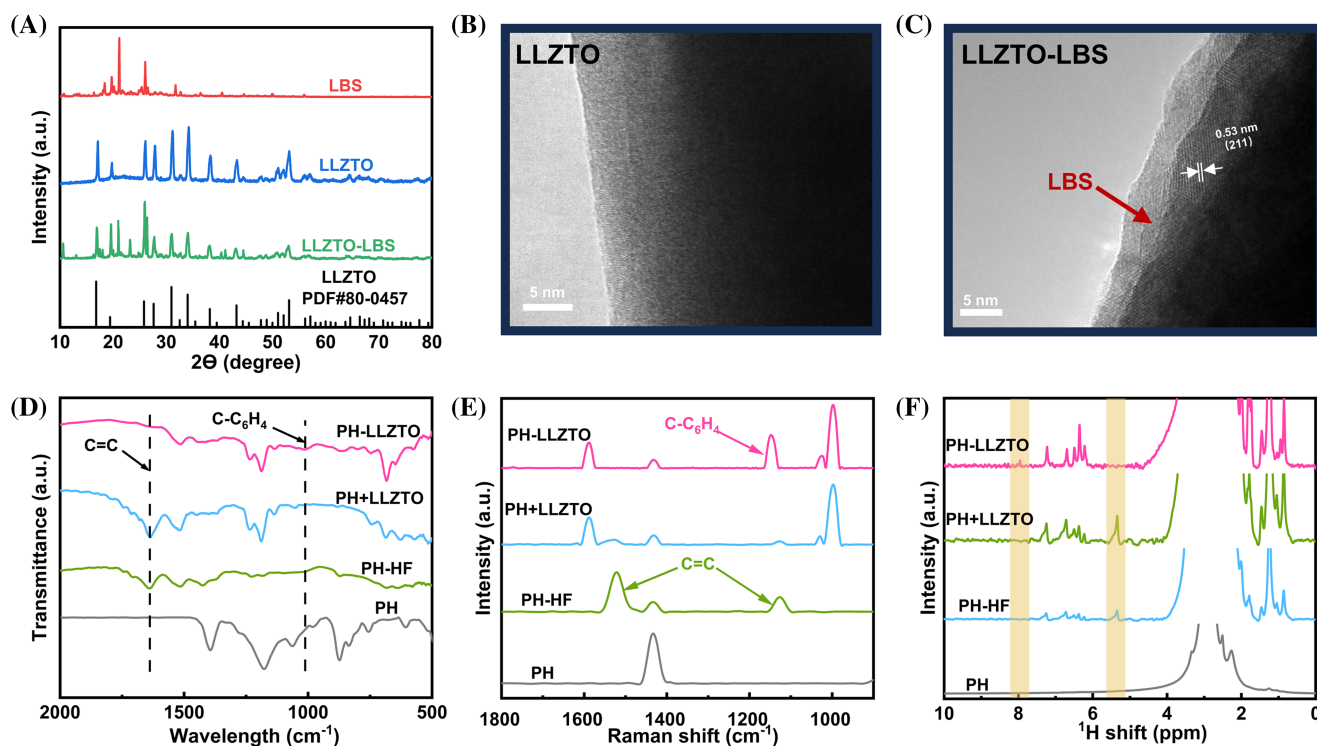 (A)
LBS
LLZTO
LLZTO-LBS
LLZTO
PDF#80-0457
Intensity (a.u.)
10 20 30 40 50 60 70 80
2Ɵ (degree)
(B)
LLZTO
5 nm
(C)
LLZTO-LBS
0.53 nm
(211)
LBS
5 nm
(D)
C-C6H4
PH-LLZTO
C=C
PH+LLZTO
PH-HF
PH
Transmittance (a.u.)
2000 1500 1000 500
Wavelength (cm-1)
(E)
PH-LLZTO
C-C6H4
PH+LLZTO
C=C
PH-HF
PH
Intensity (a.u.)
1800 1600 1400 1200 1000
Raman shift (cm-1)
(F)
PH-LLZTO
PH+LLZTO
PH-HF
PH
Intensity (a.u.)
10 8 6 4 2 0
1H shift (ppm)